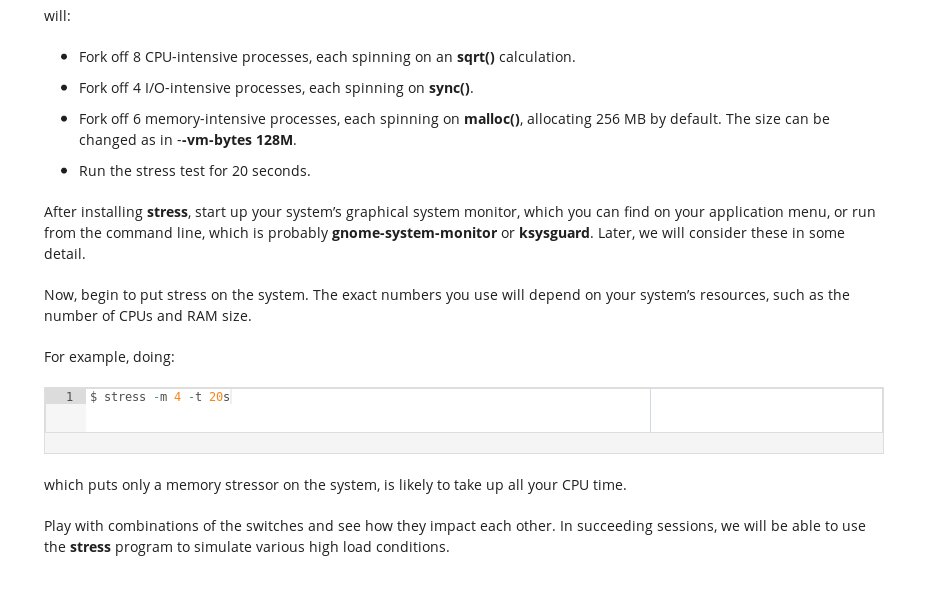 will:
Fork off 8 CPU-intensive processes, each spinning on an sqrt() calculation.
Fork off 4 I/O-intensive processes, each spinning on sync().
Fork off 6 memory-intensive processes, each spinning on malloc(), allocating 256 MB by default. The size can be
changed as in --vm-bytes 128M.
Run the stress test for 20 seconds.
After installing stress, start up your system’s graphical system monitor, which you can find on your application menu, or run
from the command line, which is probably gnome-system-monitor or ksysguard. Later, we will consider these in some
detail.
Now, begin to put stress on the system. The exact numbers you use will depend on your system’s resources, such as the
number of CPUs and RAM size.
For example, doing:
1 $ stress -m 4 -t 20s
which puts only a memory stressor on the system, is likely to take up all your CPU time.
Play with combinations of the switches and see how they impact each other. In succeeding sessions, we will be able to use
the stress program to simulate various high load conditions.